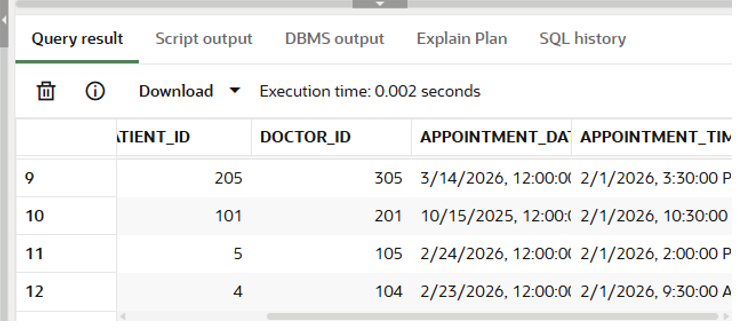 Query result Script output DBMS output Explain Plan SQL history
Download Execution time: 0.002 seconds
ATIENT_ID DOCTOR_ID APPOINTMENT_DAT APPOINTMENT_TIM
9 205 305 3/14/2026, 12:00:00 2/1/2026, 3:30:00 P
10 101 201 10/15/2025, 12:00:0 2/1/2026, 10:30:00
11 5 105 2/24/2026, 12:00:00 2/1/2026, 2:00:00 P
12 4 104 2/23/2026, 12:00:00 2/1/2026, 9:30:00 A